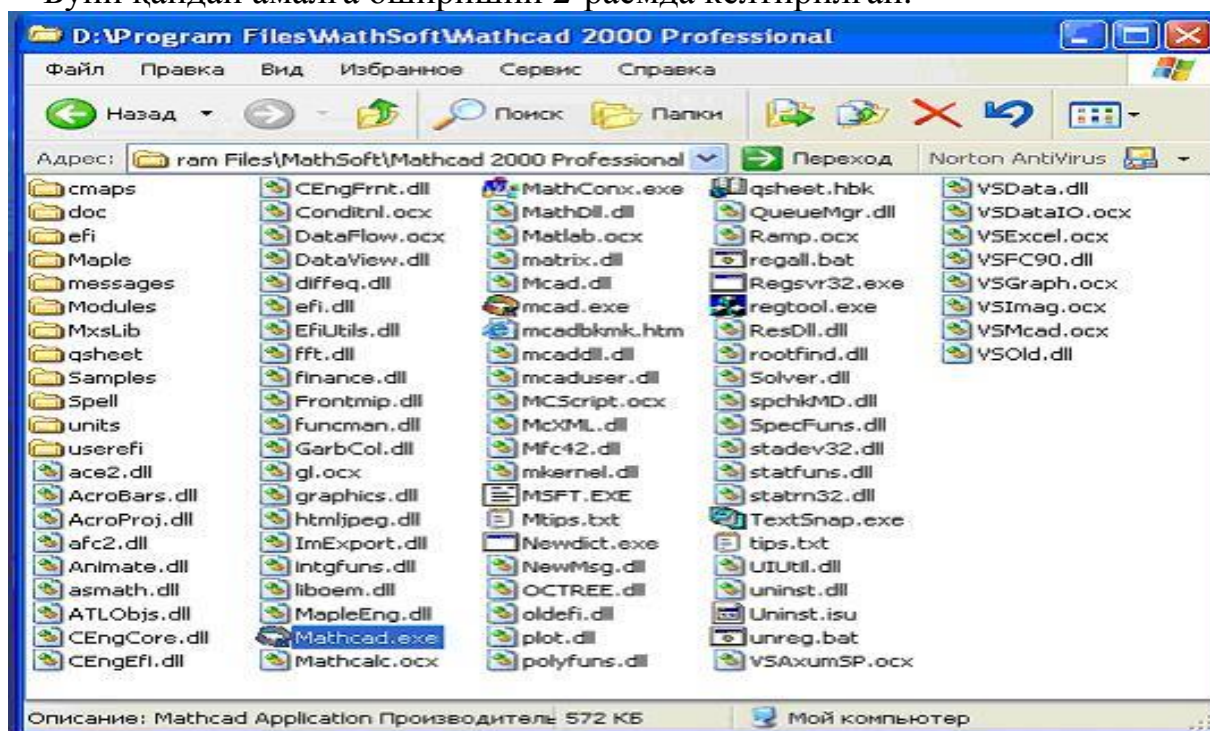 Буни қандай амалга оширишни 2-расмда келтирилган.
D:\Program Files\MathSoft\Mathcad 2000 Professional
Файл Правка Вид Избранное Сервис Справка
Назад Поиск Папки
Адрес: ram Files\MathSoft\Mathcad 2000 Professional Переход Norton AntiVirus
cmaps CEngFrnt.dll MathConx.exe qsheet.hbk VSData.dll
doc Conditnl.ocx MathDll.dll QueueMgr.dll VSDataIO.ocx
efi DataFlow.ocx Matlab.ocx Ramp.ocx VSExcel.ocx
Maple DataView.dll matrix.dll regall.bat VSFC90.dll
messages diffeq.dll Mcad.dll Regsvr32.exe VSGraph.ocx
Modules efi.dll mcad.exe regtool.exe VSImag.ocx
MxsLib EfiUtils.dll mcadbkmk.htm ResDll.dll VSMcad.ocx
qsheet fft.dll mcaddll.dll rootfind.dll VSOld.dll
Samples finance.dll mcaduser.dll Solver.dll
Spell Frontmip.dll MCScript.ocx spchkMD.dll
units funcman.dll McXML.dll SpecFuns.dll
userefi GarbCol.dll Mfc42.dll stadev32.dll
ace2.dll gl.ocx mkernel.dll statfuns.dll
AcroBars.dll graphics.dll MSFT.EXE statrn32.dll
AcroProj.dll htmljpeg.dll Mtips.txt TextSnap.exe
afc2.dll ImExport.dll Newdict.exe tips.txt
Animate.dll intgfuns.dll NewMsg.dll UIUtil.dll
asmath.dll liboem.dll OCTREE.dll uninst.dll
ATLObjs.dll MapleEng.dll oldefi.dll Uninst.isu
CEngCore.dll Mathcad.exe plot.dll unreg.bat
CEngEfi.dll Mathcalc.ocx polyfuns.dll VSAxumSP.ocx
Описание: Mathcad Application Производитель 572 КБ Мой компьютер